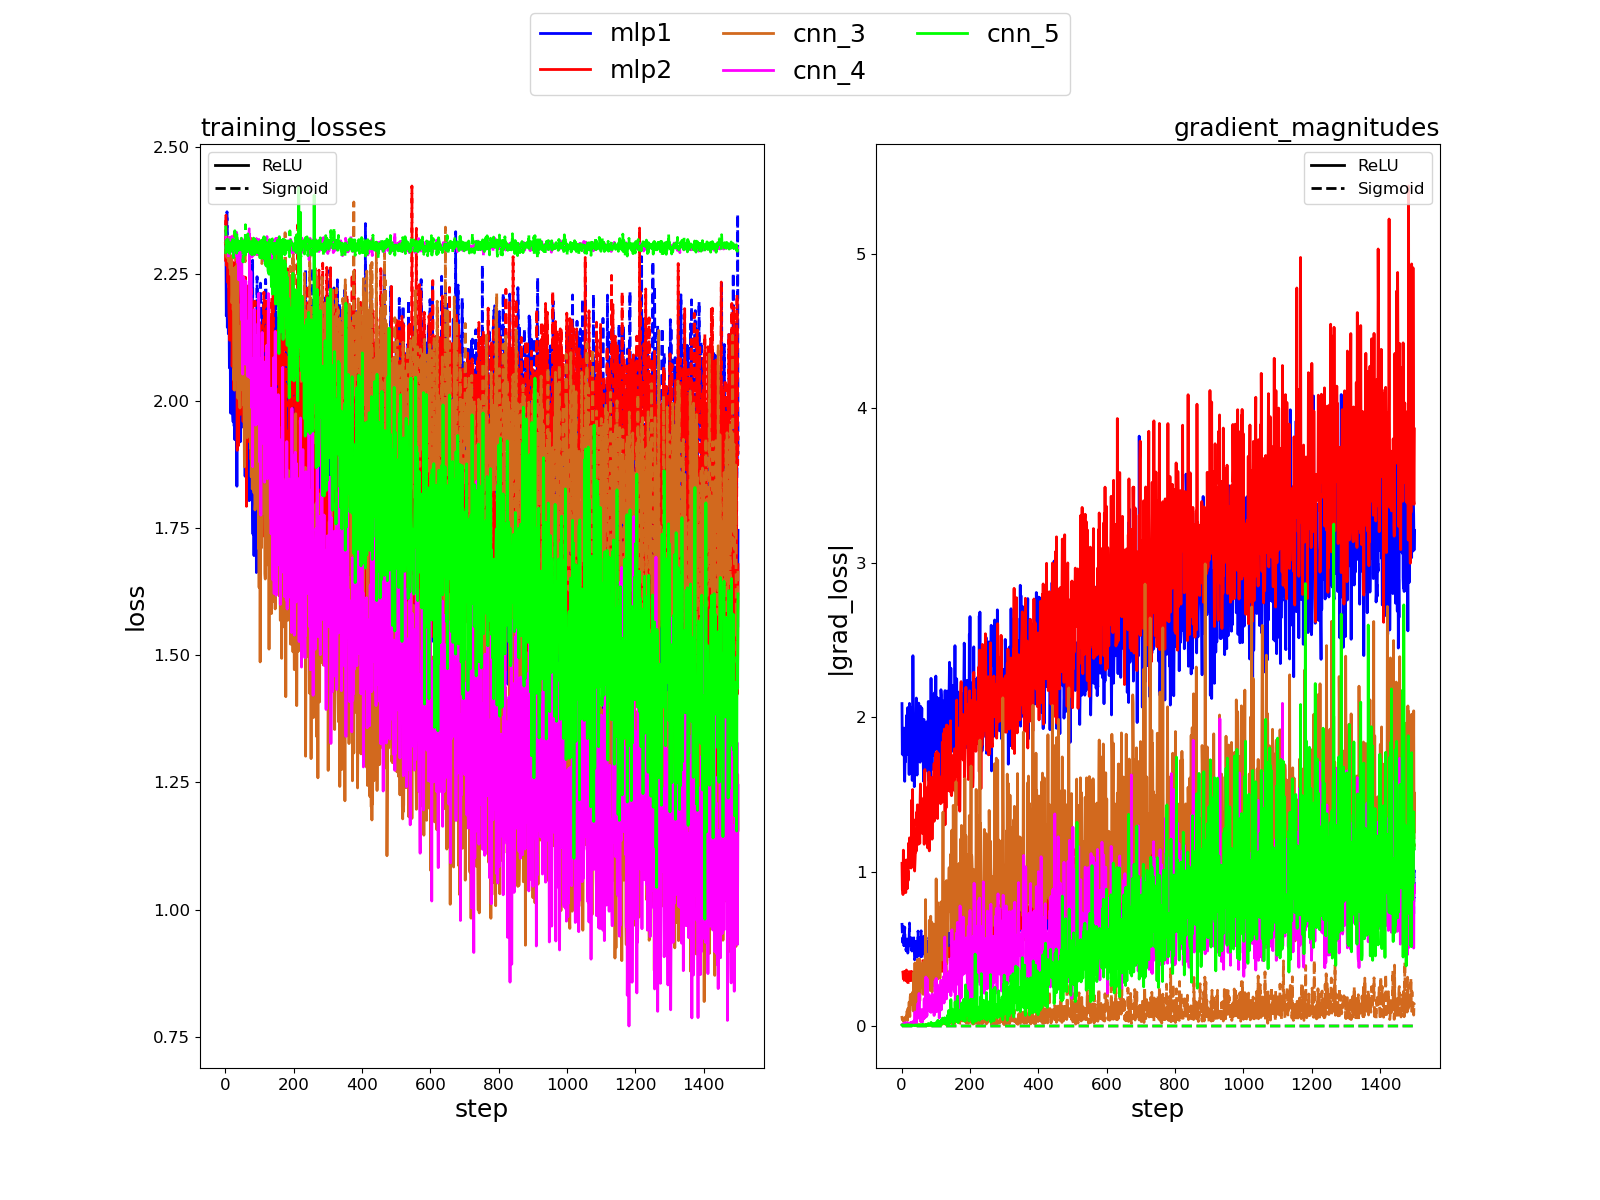 mlp1 cnn_3 cnn_5
mlp2 cnn_4
training_losses
gradient_magnitudes
ReLU
Sigmoid
2.50
2.25
2.00
1.75
1.50
1.25
1.00
0.75
loss
0 200 400 600 800 1000 1200 1400
step
ReLU
Sigmoid
5
4
3
2
1
0
|grad_loss|
0 200 400 600 800 1000 1200 1400
step